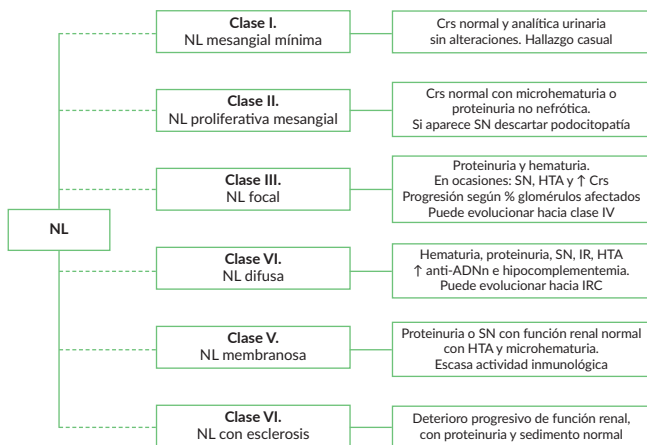 Clase I.
NL mesangial mínima
Crs normal y analítica urinaria
sin alteraciones. Hallazgo casual
Clase II.
NL proliferativa mesangial
Crs normal con microhematuria o
proteinuria no nefrótica.
Si aparece SN descartar podocitopatía
Clase III.
NL focal
Proteinuria y hematuria.
En ocasiones: SN, HTA y ↑ Crs
Progresión según % glomérulos afectados
Puede evolucionar hacia clase IV
NL
Clase VI.
NL difusa
Hematuria, proteinuria, SN, IR, HTA
↑ anti-ADNn e hipocomplementemia.
Puede evolucionar hacia IRC
Clase V.
NL membranosa
Proteinuria o SN con función renal normal
con HTA y microhematuria.
Escasa actividad inmunológica
Clase VI.
NL con esclerosis
Deterioro progresivo de función renal,
con proteinuria y sedimento normal